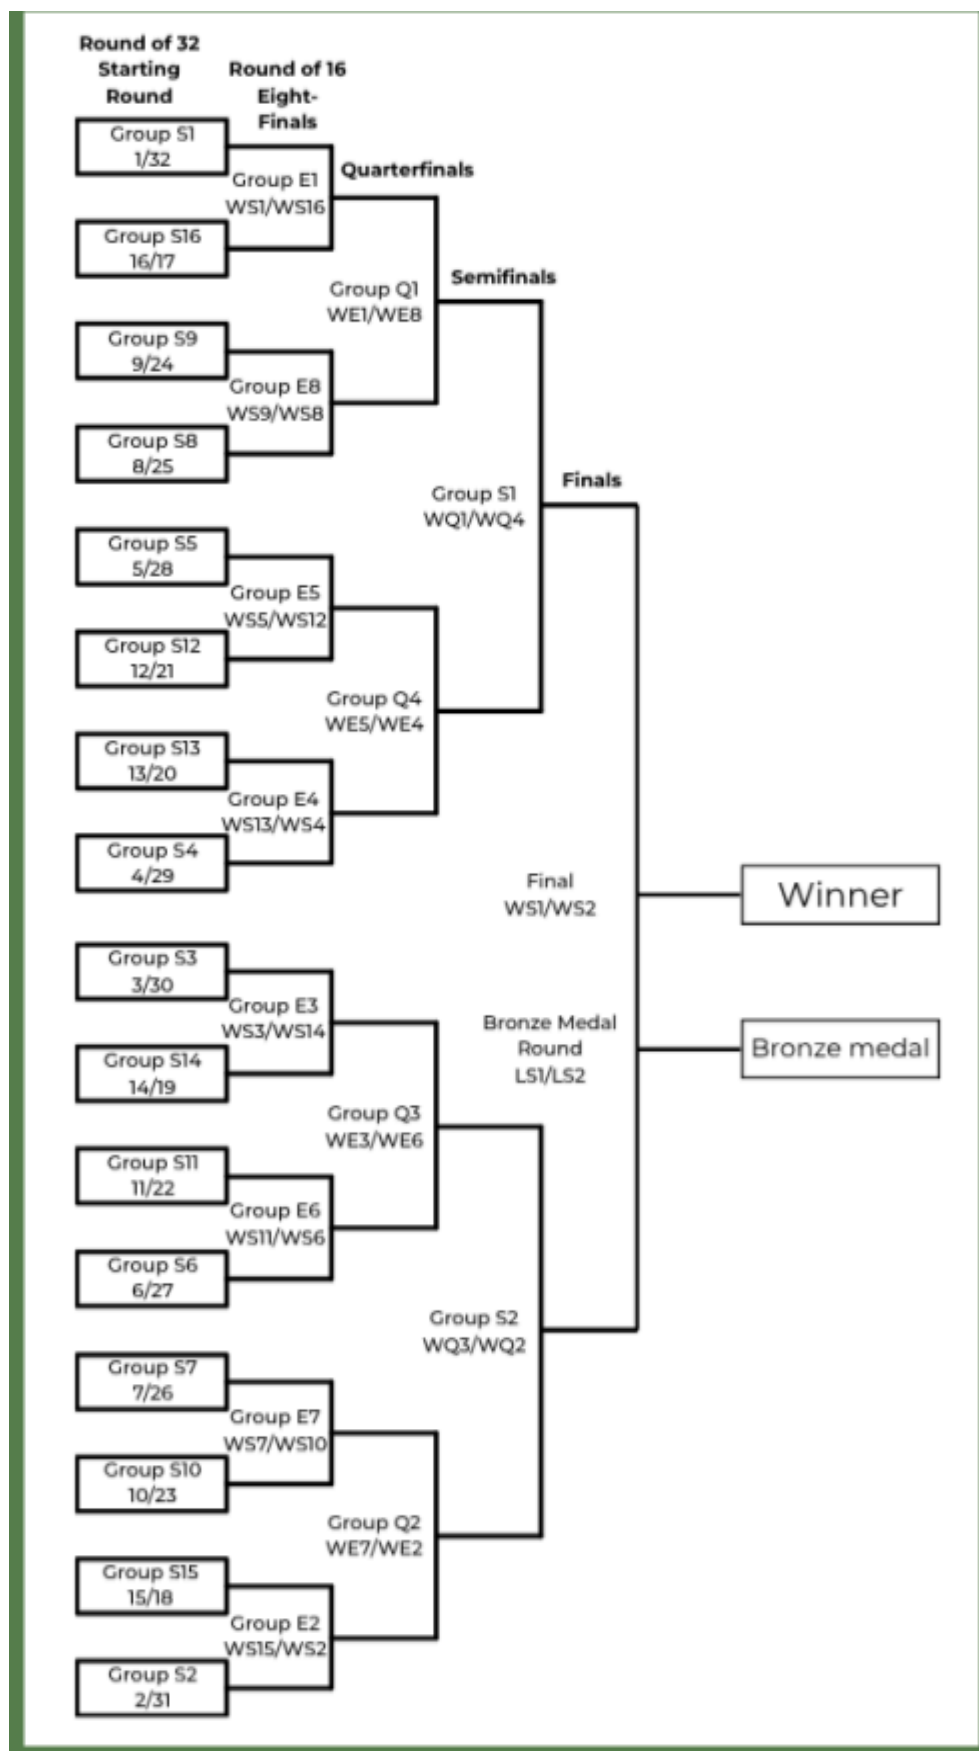 Round of 32
Starting
Round
Round of 16
Eight-
Finals
Group S1
1/32
Group E1
WS1/WS16
Quarterfinals
Group S16
16/17
Group Q1
WE1/WE8
Semifinals
Group S9
9/24
Group E8
WS9/WS8
Group S8
8/25
Group S1
WQ1/WQ4
Finals
Group S5
5/28
Group E5
WS5/WS12
Group S12
12/21
Group Q4
WE5/WE4
Group S13
13/20
Group E4
WS13/WS4
Group S4
4/29
Final
WS1/WS2
Winner
Group S3
3/30
Group E3
WS3/WS14
Bronze Medal
Round
LS1/LS2
Bronze medal
Group S14
14/19
Group Q3
WE3/WE6
Group S11
11/22
Group E6
WS11/WS6
Group S6
6/27
Group S2
WQ3/WQ2
Group S7
7/26
Group E7
WS7/WS10
Group S10
10/23
Group Q2
WE7/WE2
Group S15
15/18
Group E2
WS15/WS2
Group S2
2/31